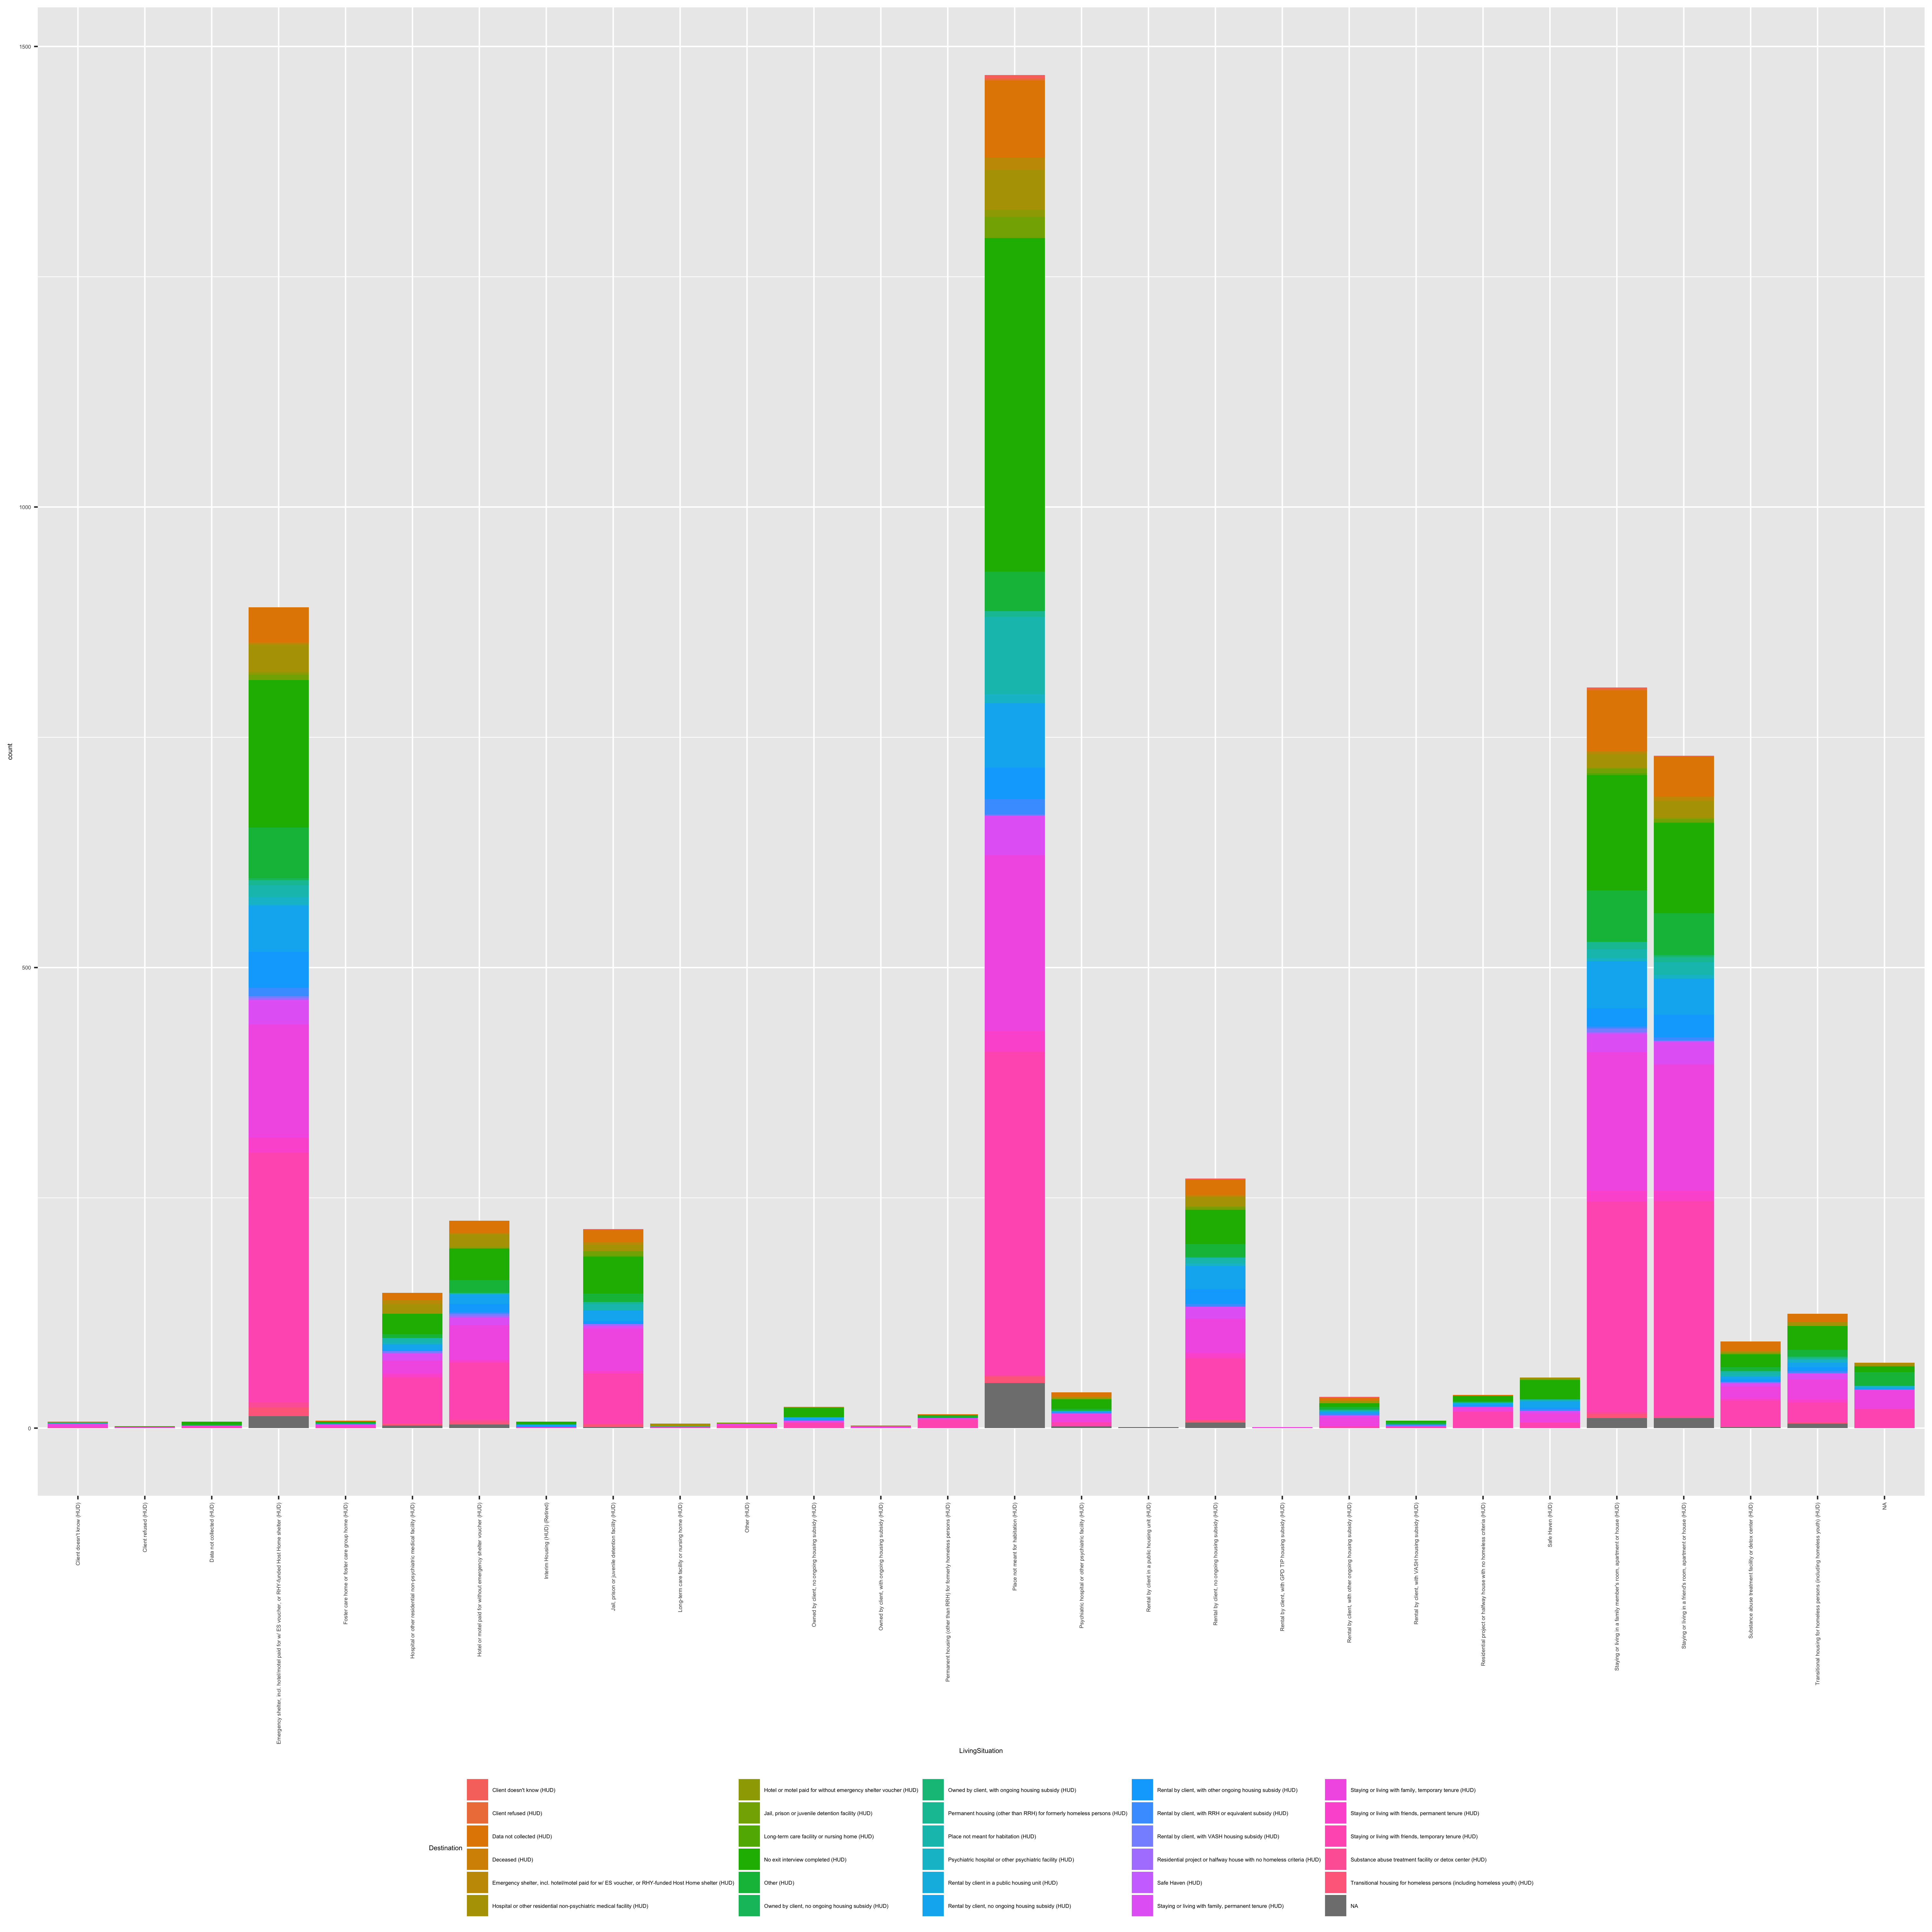 1500
1000
500
0
count
Client doesn't know (HUD)
Client refused (HUD)
Data not collected (HUD)
Emergency shelter, incl. hotel/motel paid for w/ ES voucher, or RHY-funded Host Home shelter (HUD)
Foster care home or foster care group home (HUD)
Hospital or other residential non-psychiatric medical facility (HUD)
Hotel or motel paid for without emergency shelter voucher (HUD)
Interim Housing (HUD) (Retired)
Jail, prison or juvenile detention facility (HUD)
Long-term care facility or nursing home (HUD)
Other (HUD)
Owned by client, no ongoing housing subsidy (HUD)
Owned by client, with ongoing housing subsidy (HUD)
Permanent housing (other than RRH) for formerly homeless persons (HUD)
Place not meant for habitation (HUD)
Psychiatric hospital or other psychiatric facility (HUD)
Rental by client in a public housing unit (HUD)
Rental by client, no ongoing housing subsidy (HUD)
Rental by client, with GPD TIP housing subsidy (HUD)
Rental by client, with other ongoing housing subsidy (HUD)
Rental by client, with VASH housing subsidy (HUD)
Residential project or halfway house with no homeless criteria (HUD)
Safe Haven (HUD)
Staying or living in a family member's room, apartment or house (HUD)
Staying or living in a friend's room, apartment or house (HUD)
Substance abuse treatment facility or detox center (HUD)
Transitional housing for homeless persons (including homeless youth) (HUD)
NA
LivingSituation
Destination
Client doesn't know (HUD)
Client refused (HUD)
Data not collected (HUD)
Deceased (HUD)
Emergency shelter, incl. hotel/motel paid for w/ ES voucher, or RHY-funded Host Home shelter (HUD)
Hospital or other residential non-psychiatric medical facility (HUD)
Hotel or motel paid for without emergency shelter voucher (HUD)
Jail, prison or juvenile detention facility (HUD)
Long-term care facility or nursing home (HUD)
No exit interview completed (HUD)
Other (HUD)
Owned by client, no ongoing housing subsidy (HUD)
Owned by client, with ongoing housing subsidy (HUD)
Permanent housing (other than RRH) for formerly homeless persons (HUD)
Place not meant for habitation (HUD)
Psychiatric hospital or other psychiatric facility (HUD)
Rental by client in a public housing unit (HUD)
Rental by client, no ongoing housing subsidy (HUD)
Rental by client, with other ongoing housing subsidy (HUD)
Rental by client, with RRH or equivalent subsidy (HUD)
Rental by client, with VASH housing subsidy (HUD)
Residential project or halfway house with no homeless criteria (HUD)
Safe Haven (HUD)
Staying or living with family, permanent tenure (HUD)
Staying or living with family, temporary tenure (HUD)
Staying or living with friends, permanent tenure (HUD)
Staying or living with friends, temporary tenure (HUD)
Substance abuse treatment facility or detox center (HUD)
Transitional housing for homeless persons (including homeless youth) (HUD)
NA